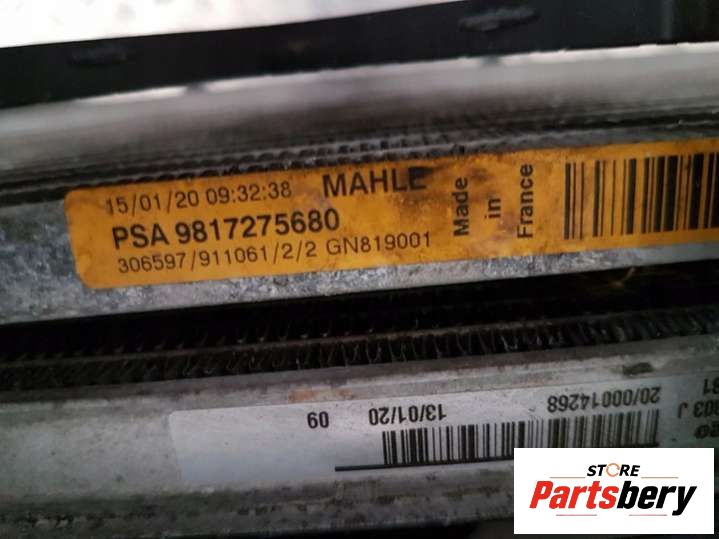 15/01/20 09:32:38 MAHLE
PSA 9817275680
306597/911061/2/2 GN819001
Made
in
France
20/00014268
13/01/20
09
003 J
STORE
Partsbery